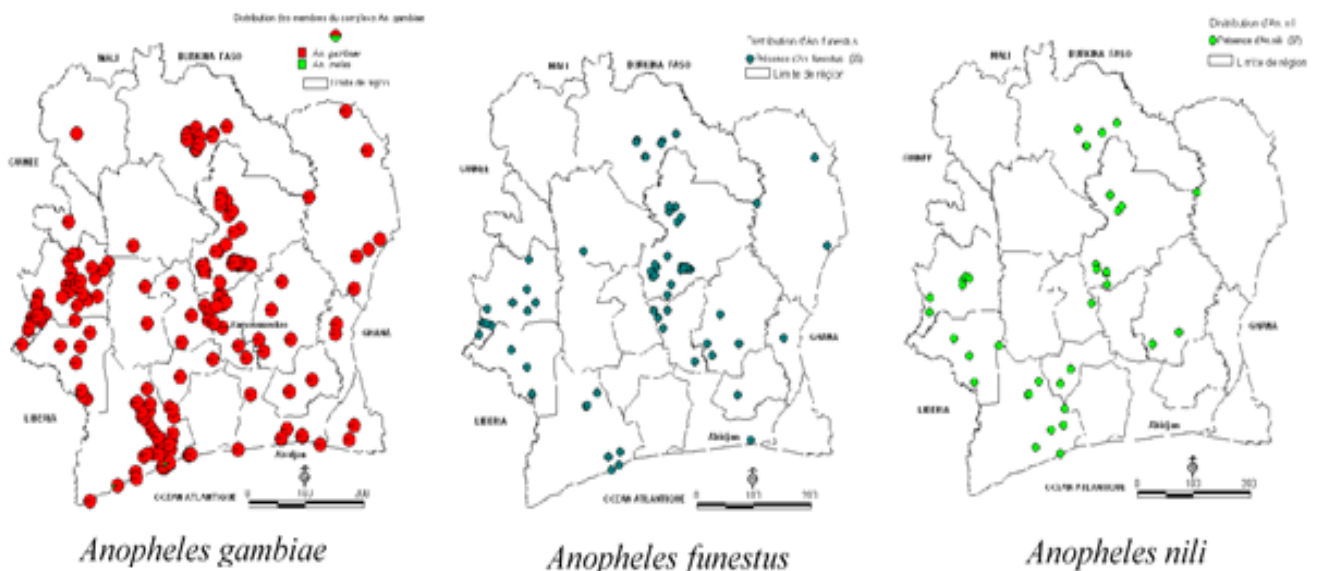 Distribution des membres du complexe An. gambiae
An. gambiae
An. melas
Limite de région
MALI
BURKINA FASO
GUINEE
GHANA
LIBERIA
Abidjan
OCEAN ATLANTIQUE
0 100 200
Anopheles gambiae
Distribution d'An. funestus
Présence d'An. funestus
Limite de région
MALI
BURKINA FASO
GUINEE
GHANA
LIBERIA
Abidjan
OCEAN ATLANTIQUE
Anopheles funestus
Distribution d'An. nili
Présence d'An. nili
Limite de région
MALI
BURKINA FASO
GHANA
LIBERIA
Abidjan
OCEAN ATLANTIQUE
Anopheles nili